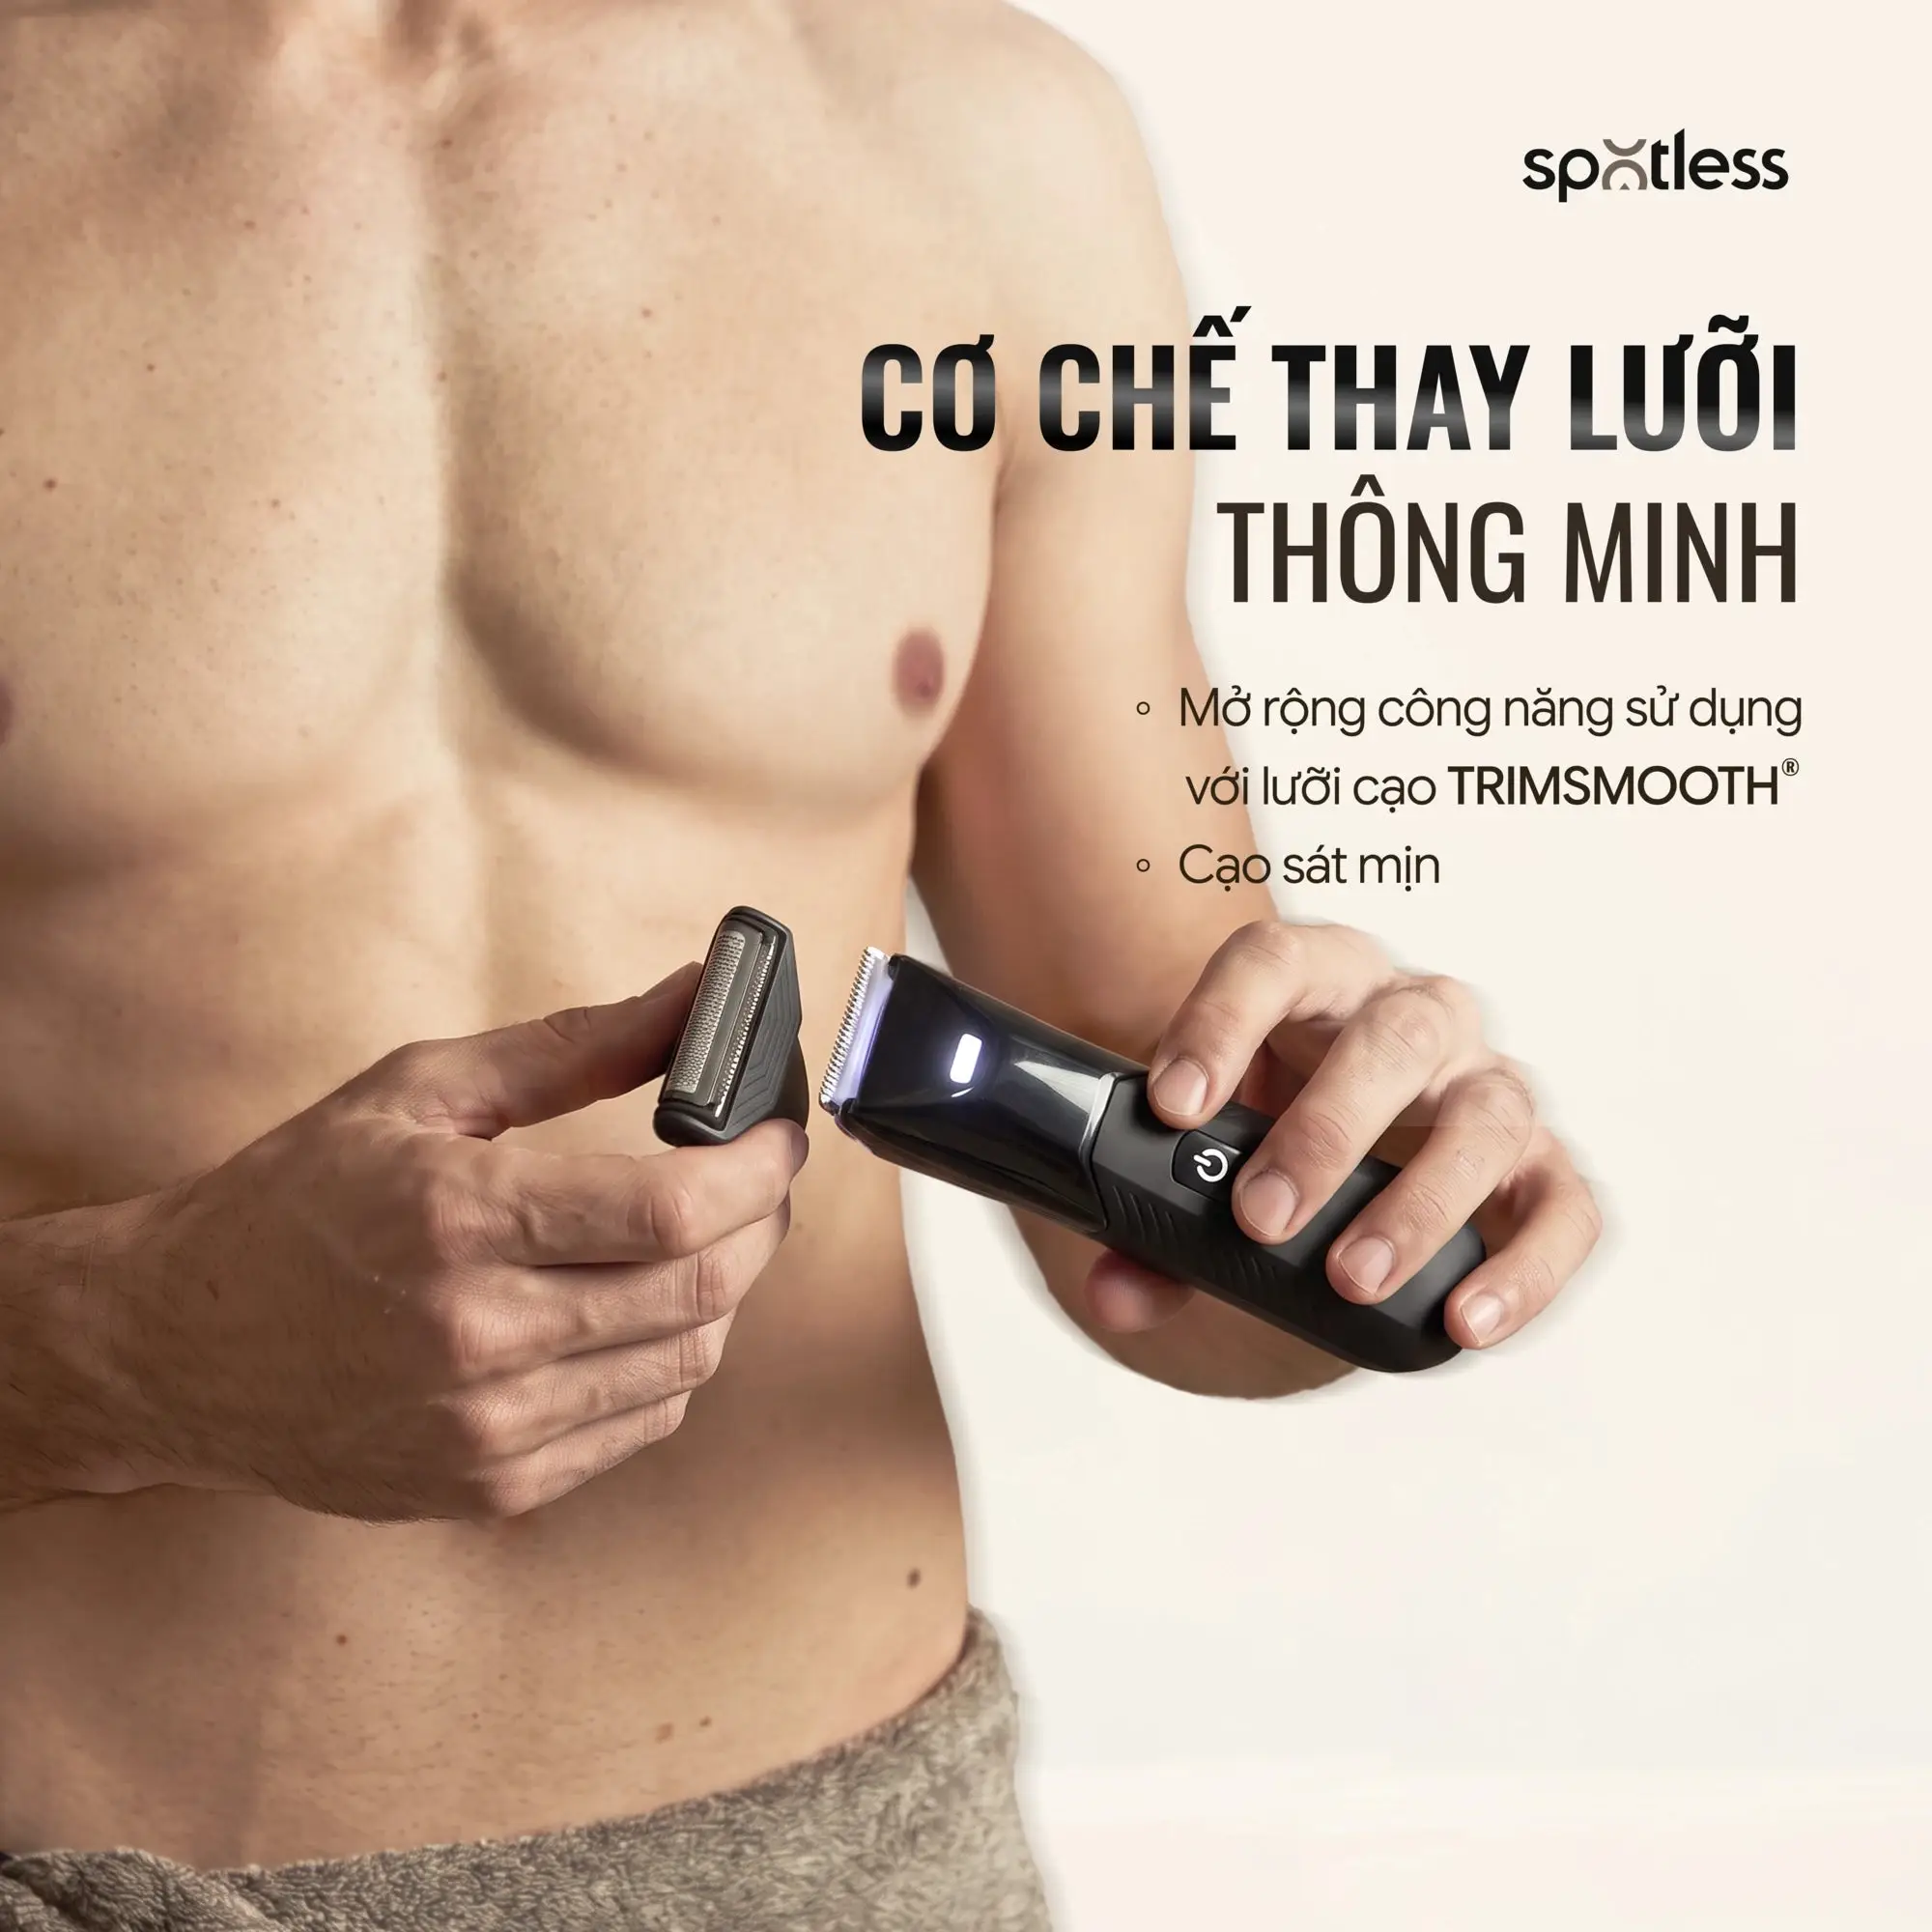 spotless
CƠ CHẾ THAY LƯỠI
THÔNG MINH
Mở rộng công năng sử dụng
với lưỡi cạo TRIMSMOOTH®
Cạo sát mịn